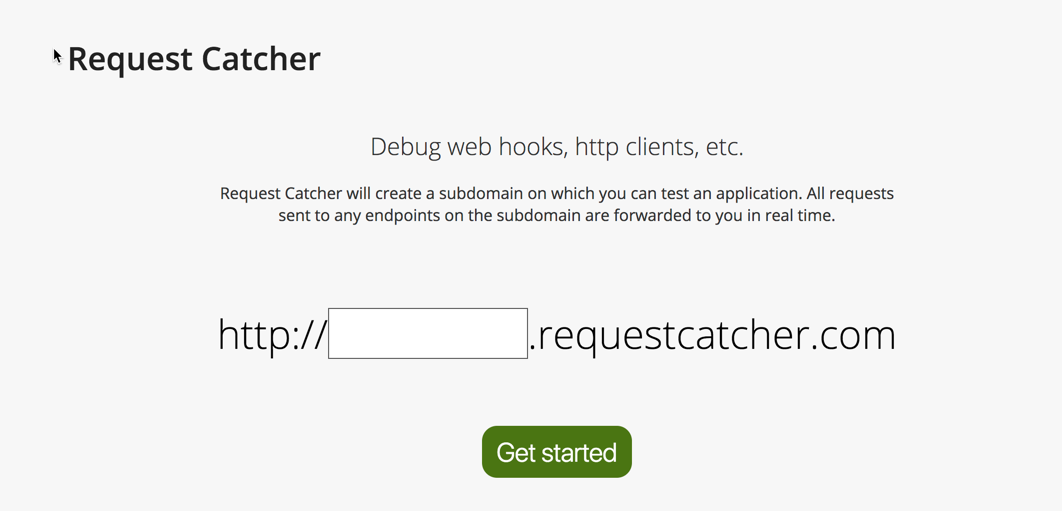 Request Catcher
Debug web hooks, http clients, etc.
Request Catcher will create a subdomain on which you can test an application. All requests
sent to any endpoints on the subdomain are forwarded to you in real time.
http:// .requestcatcher.com
Get started